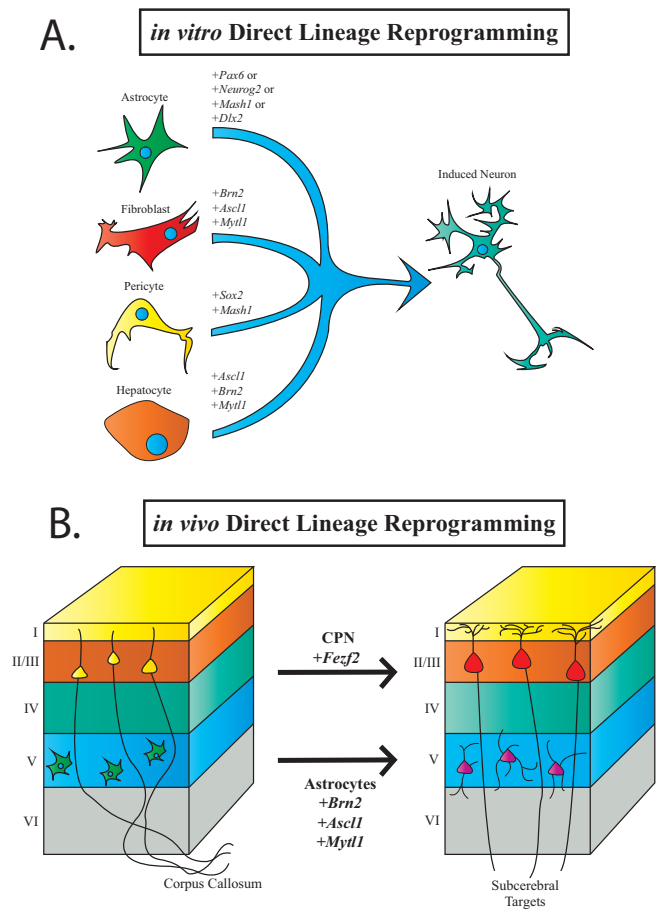 A.
in vitro Direct Lineage Reprogramming
Astrocyte
+Pax6 or
+Neurog2 or
+Mash1 or
+Dlx2
Fibroblast
+Brn2
+Ascl1
+Mytl1
Pericyte
+Sox2
+Mash1
Hepatocyte
+Ascl1
+Brn2
+Mytl1
Induced Neuron
B.
in vivo Direct Lineage Reprogramming
I
II/III
IV
V
VI
Corpus Callosum
CPN
+Fezf2
Astrocytes
+Brn2
+Ascl1
+Mytl1
I
II/III
IV
V
VI
Subcerebral
Targets